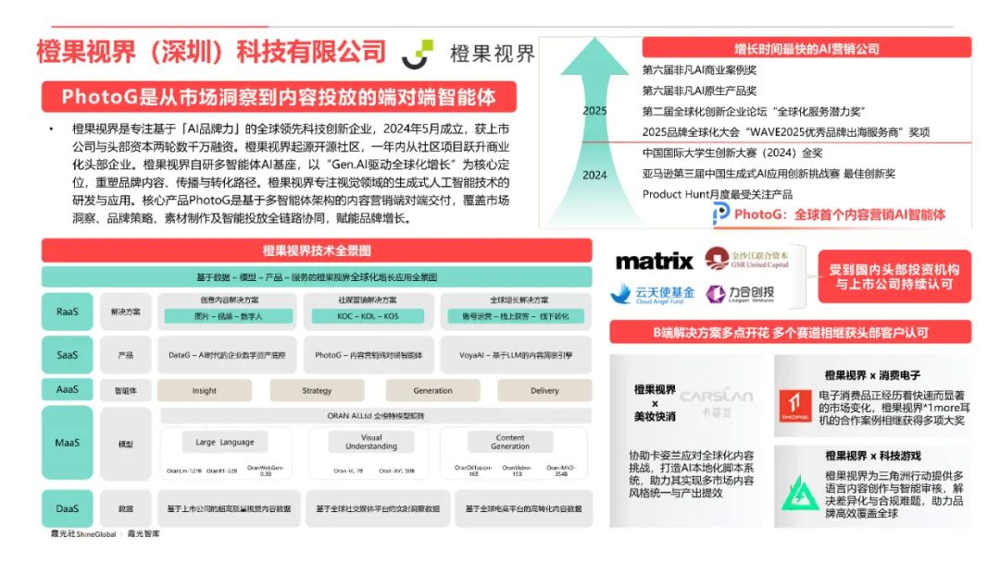 橙果视界（深圳）科技有限公司
橙果视界
PhotoG是从市场洞察到内容投放的端对端智能体
• 橙果视界是专注基于「AI品牌力」的全球领先科技创新企业，2024年5月成立，获上市
公司与头部资本两轮数千万融资。橙果视界起源开源社区，一年内从社区项目跃升商业
化头部企业。橙果视界自研多智能体AI基座，以“Gen.AI驱动全球化增长”为核心定
位，重塑品牌内容、传播与转化路径。橙果视界专注视觉领域的生成式人工智能技术的
研发与应用。核心产品PhotoG是基于多智能体架构的内容营销端对端交付，覆盖市场
洞察、品牌策略、素材制作及智能投放全链路协同，赋能品牌增长。
增长时间最快的AI营销公司
2025
第六届非凡AI商业案例奖
第六届非凡AI原生产品奖
第二届全球化创新企业论坛“全球化服务潜力奖”
2025品牌全球化大会“WAVE2025优秀品牌出海服务商”奖项
2024
中国国际大学生创新大赛（2024）金奖
亚马逊第三届中国生成式AI应用创新挑战赛 最佳创新奖
Product Hunt月度最受关注产品
PhotoG：全球首个内容营销AI智能体
橙果视界技术全景图
基于数据 – 模型 – 产品 – 服务的橙果视界全球化增长应用全景图
RaaS
解决方案
创意内容解决方案
图片 – 视频 – 数字人
社媒营销解决方案
KOC – KOL – KOS
全球增长解决方案
账号运营 – 线上获客 – 线下转化
SaaS
产品
DataG – AI时代的企业数字资产底座
PhotoG – 内容营销端对端智能体
VoyaAI – 基于LLM的内容洞察引擎
AaaS
智能体
Insight
Strategy
Generation
Delivery
MaaS
模型
ORAN ALLtd 全模特模型矩阵
Large Language
OranLm-127B
OranR1-32B
OranWebGen-
0.3B
Visual
Understanding
Oran-VL 7B
Oran-XVL 90B
Content
Generation
OranDiffusion-
16B
OranVideo-
15B
Oran-MV2-
354B
DaaS
数据
基于上市公司的超高质量视觉内容数据
基于全球社交媒体平台的实时洞察数据
基于全球电商平台的高转化内容数据
matrix
金沙江联合资本
GSR United Capital
云天使基金
Cloud Angel Fund
力合创投
Leaguer Ventures
受到国内头部投资机构
与上市公司持续认可
B端解决方案多点开花 多个赛道相继获头部客户认可
橙果视界
x
美妆快消
CARSLAN
卡姿兰
协助卡姿兰应对全球化内容
挑战，打造AI本地化脚本系
统，助力其实现多市场内容
风格统一与产出提效
橙果视界 x 消费电子
1MORE
电子消费品正经历着快速而显著
的市场变化，橙果视界*1more耳
机的合作案例相继获得多项大奖
橙果视界 x 科技游戏
橙果视界为三角洲行动提供多
语言内容创作与智能审核，解
决差异化与合规难题，助力品
牌高效覆盖全球
霞光社ShineGlobal | 霞光智库